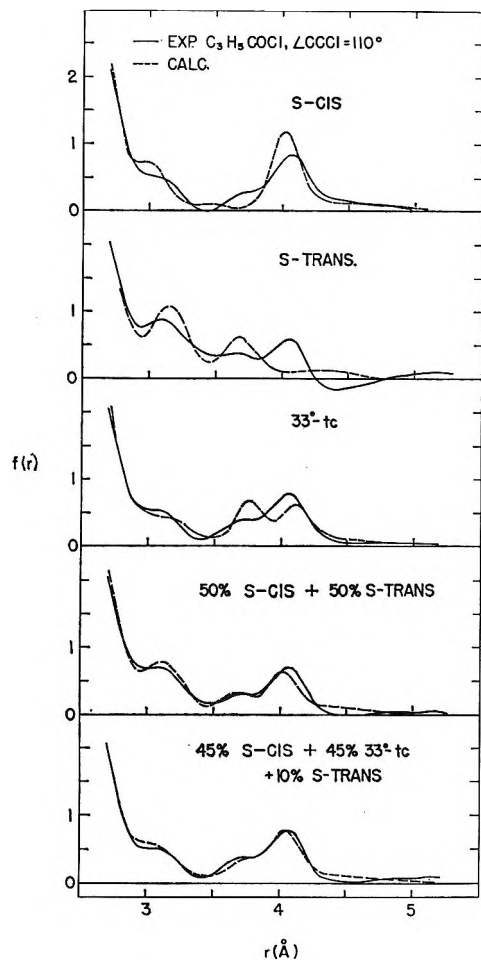 EXP. C₃H₅COCl, ∠CCCl=110°
CALC.
S-CIS
2
1
0
S-TRANS.
1
0
33°-tc
1
0
f(r)
50% S-CIS + 50% S-TRANS
1
0
45% S-CIS + 45% 33°-tc
+10% S-TRANS
1
0
3 4 5
r(Å)